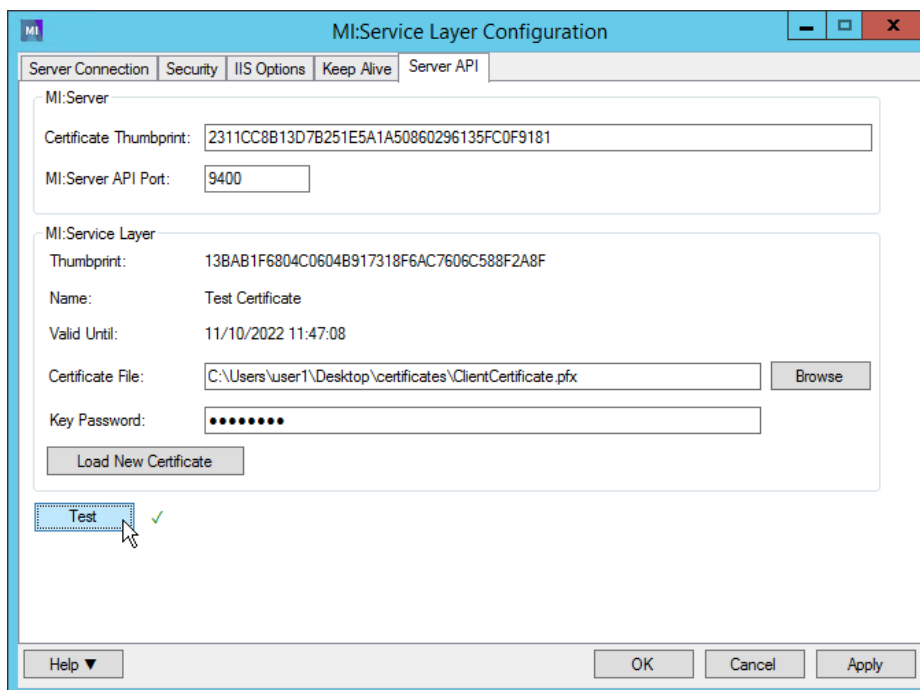 MI MI:Service Layer Configuration
Server Connection Security IIS Options Keep Alive Server API
MI:Server
Certificate Thumbprint: 2311CC8B13D7B251E5A1A50860296135FC0F9181
MI:Server API Port: 9400
MI:Service Layer
Thumbprint: 13BAB1F6804C0604B917318F6AC7606C588F2A8F
Name: Test Certificate
Valid Until: 11/10/2022 11:47:08
Certificate File: C:\Users\user1\Desktop\certificates\ClientCertificate.pfx Browse
Key Password: ●●●●●●●●
Load New Certificate
Test ✓
Help ▼ OK Cancel Apply